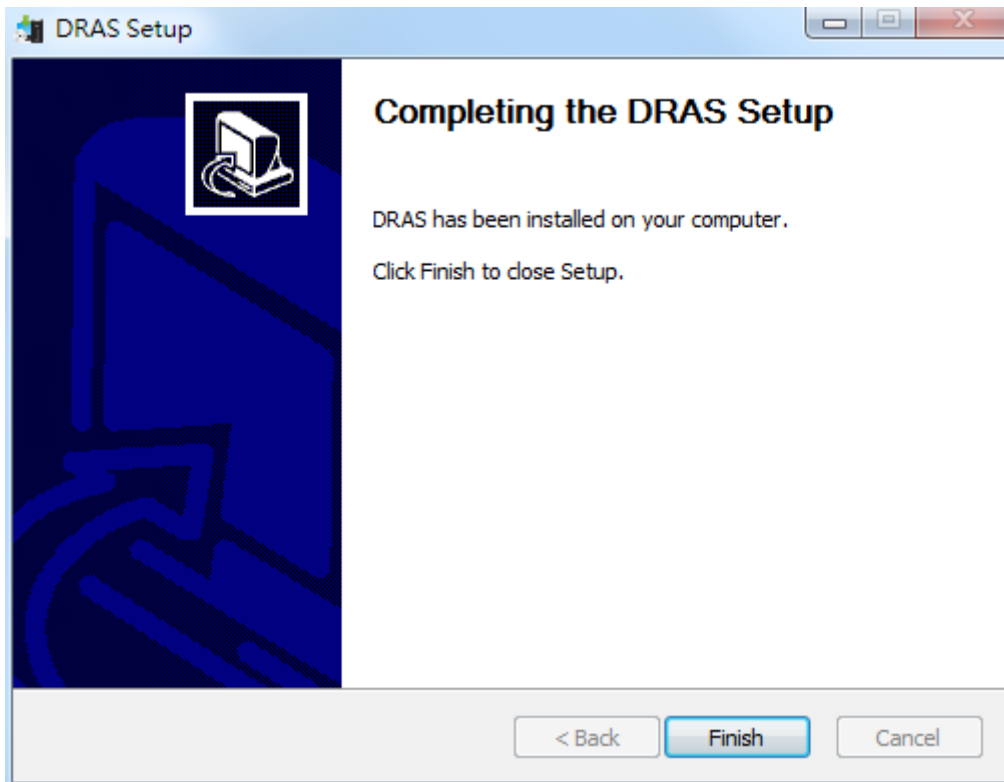 DRAS Setup
Completing the DRAS Setup
DRAS has been installed on your computer.
Click Finish to close Setup.
< Back
Finish
Cancel